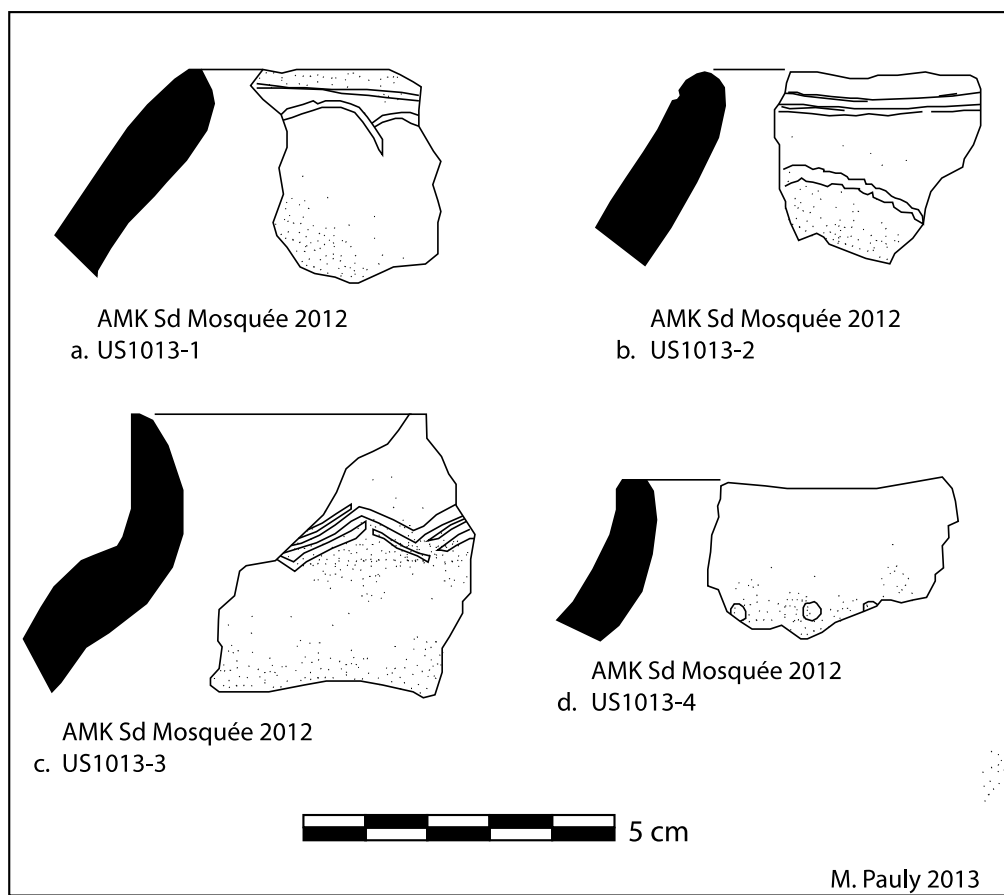 AMK Sd Mosquée 2012
a. US1013-1
AMK Sd Mosquée 2012
b. US1013-2
AMK Sd Mosquée 2012
c. US1013-3
AMK Sd Mosquée 2012
d. US1013-4
5 cm
M. Pauly 2013